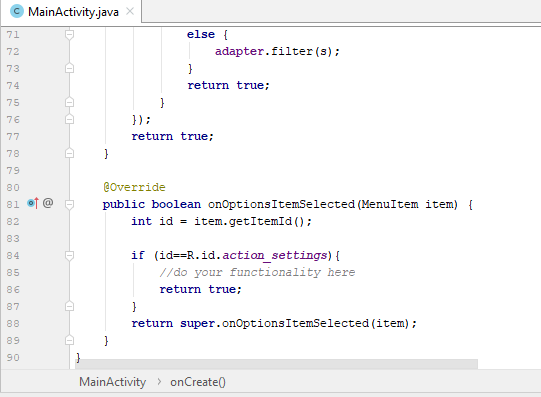 C MainActivity.java ×
71 else {
72 adapter.filter(s);
73 }
74 return true;
75 }
76 });
77 return true;
78 }
79
80 @Override
81 @ public boolean onOptionsItemSelected(MenuItem item) {
82 int id = item.getItemId();
83
84 if (id==R.id.action_settings){
85 //do your functionality here
86 return true;
87 }
88 return super.onOptionsItemSelected(item);
89 }
90 }
MainActivity > onCreate()